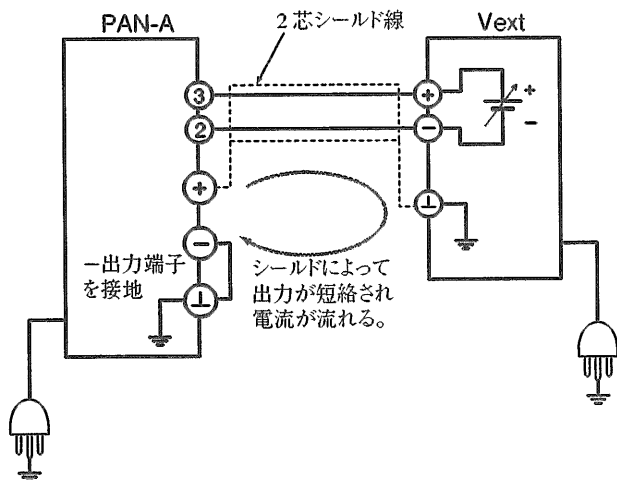 PAN-A
2芯シールド線
Vext
3
+
+
2
−
−
+
⊥
−
−出力端子
を接地
⊥
シールドによって
出力が短絡され
電流が流れる。